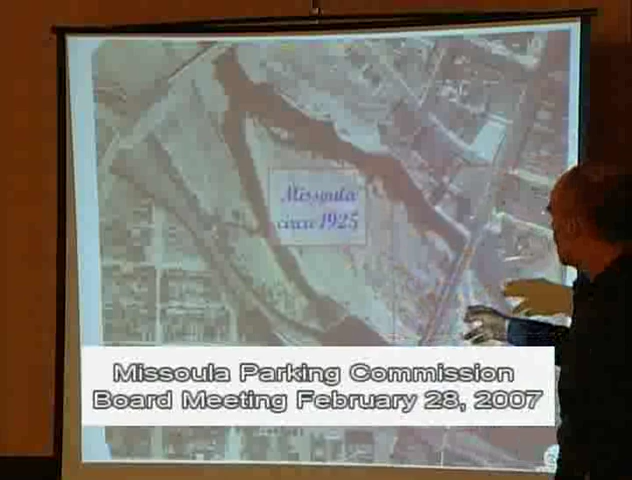 Missoula
circa 1925
Missoula Parking Commission
Board Meeting February 28, 2007